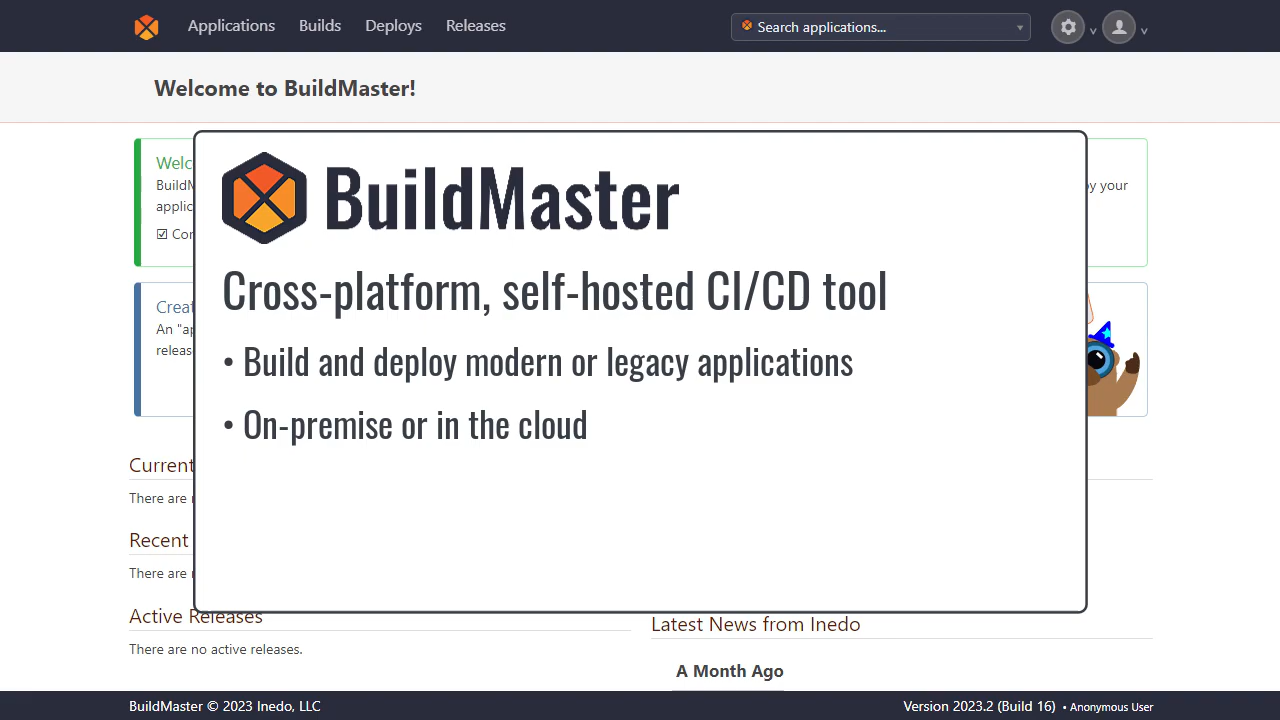 Applications Builds Deploys Releases
Search applications...
Welcome to BuildMaster!
BuildMaster
Cross-platform, self-hosted CI/CD tool
• Build and deploy modern or legacy applications
• On-premise or in the cloud
your
Current
There are
Recent
There are
Active Releases
There are no active releases.
Latest News from Inedo
A Month Ago
BuildMaster © 2023 Inedo, LLC
Version 2023.2 (Build 16) • Anonymous User